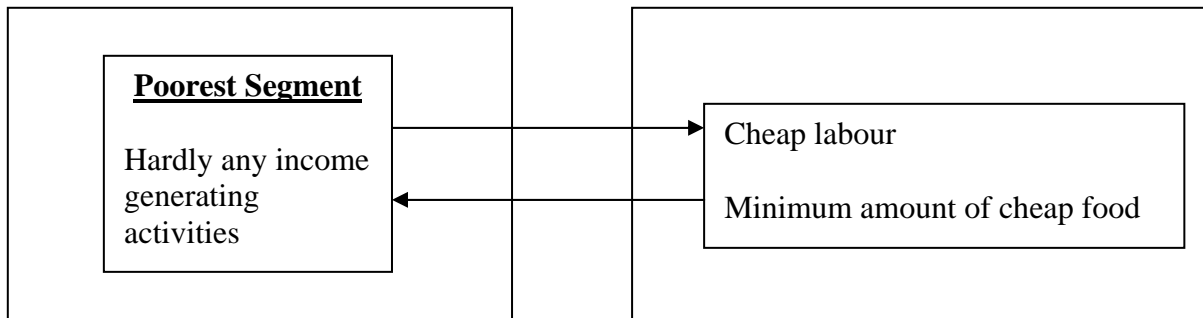 Poorest Segment
Hardly any income
generating
activities
Cheap labour
Minimum amount of cheap food